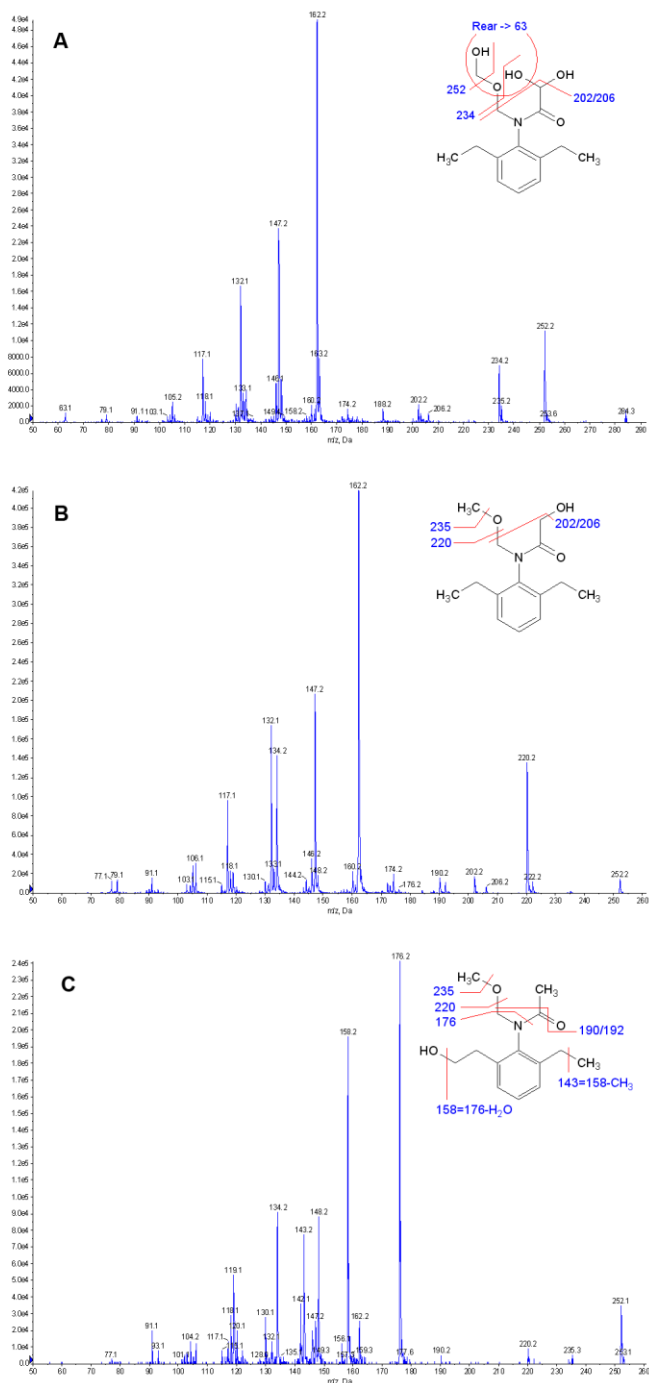 4.9e4
4.8e4
4.6e4
4.4e4
4.2e4
4.0e4
3.8e4
3.6e4
3.4e4
3.2e4
3.0e4
2.8e4
2.6e4
2.4e4
2.2e4
2.0e4
1.8e4
1.6e4
1.4e4
1.2e4
1.0e4
8000.0
6000.0
4000.0
2000.0
A
162.2
147.2
132.1
117.1
163.2
146.1
133.1
118.1
105.2
63.1
79.1
91.1
103.1
158.2
160.2
174.2
188.2
202.2
206.2
234.2
235.2
252.2
253.6
284.3
Rear -> 63
OH
HO
OH
252
O
202/206
234
N
O
H3C
CH3
50 60 70 80 90 100 110 120 130 140 150 160 170 180 190 200 210 220 230 240 250 260 270 280 290
m/z, Da
4.2e5
4.0e5
3.8e5
3.6e5
3.4e5
3.2e5
3.0e5
2.8e5
2.6e5
2.4e5
2.2e5
2.0e5
1.8e5
1.6e5
1.4e5
1.2e5
1.0e5
8.0e4
6.0e4
4.0e4
2.0e4
0.0
B
162.2
147.2
132.1
134.2
117.1
146.2
133.1
148.2
118.1
106.1
77.1
79.1
91.1
115.1
130.1
144.2
160.2
174.2
176.2
190.2
202.2
206.2
220.2
222.2
252.2
H3C
OH
235
O
202/206
220
N
O
H3C
CH3
50 60 70 80 90 100 110 120 130 140 150 160 170 180 190 200 210 220 230 240 250 260 270 280 290
m/z, Da
2.4e5
2.3e5
2.2e5
2.1e5
2.0e5
1.9e5
1.8e5
1.7e5
1.6e5
1.5e5
1.4e5
1.3e5
1.2e5
1.1e5
1.0e5
9.0e4
8.0e4
7.0e4
6.0e4
5.0e4
4.0e4
3.0e4
2.0e4
1.0e4
0.0
C
176.2
158.2
134.2
148.2
143.2
119.1
142.1
118.1
130.1
120.1
147.2
162.2
132.1
117.1
91.1
93.1
104.2
77.1
149.3
159.3
177.6
190.2
220.2
235.3
252.1
253.1
H3C
CH3
235
O
220
176
N
O
190/192
HO
CH3
143=158-CH3
158=176-H2O
50 60 70 80 90 100 110 120 130 140 150 160 170 180 190 200 210 220 230 240 250 260 270 280 290
m/z, Da